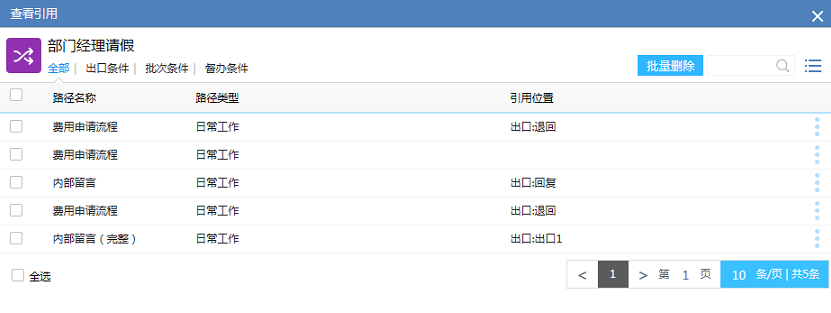 查看引用
部门经理请假
全部 | 出口条件 | 批次条件 | 督办条件
批量删除
路径名称 路径类型 引用位置
费用申请流程 日常工作 出口:退回
费用申请流程 日常工作
内部留言 日常工作 出口:回复
费用申请流程 日常工作 出口:退回
内部留言（完整） 日常工作 出口:出口1
全选 < 1 > 第 1 页 10 条/页 | 共5条